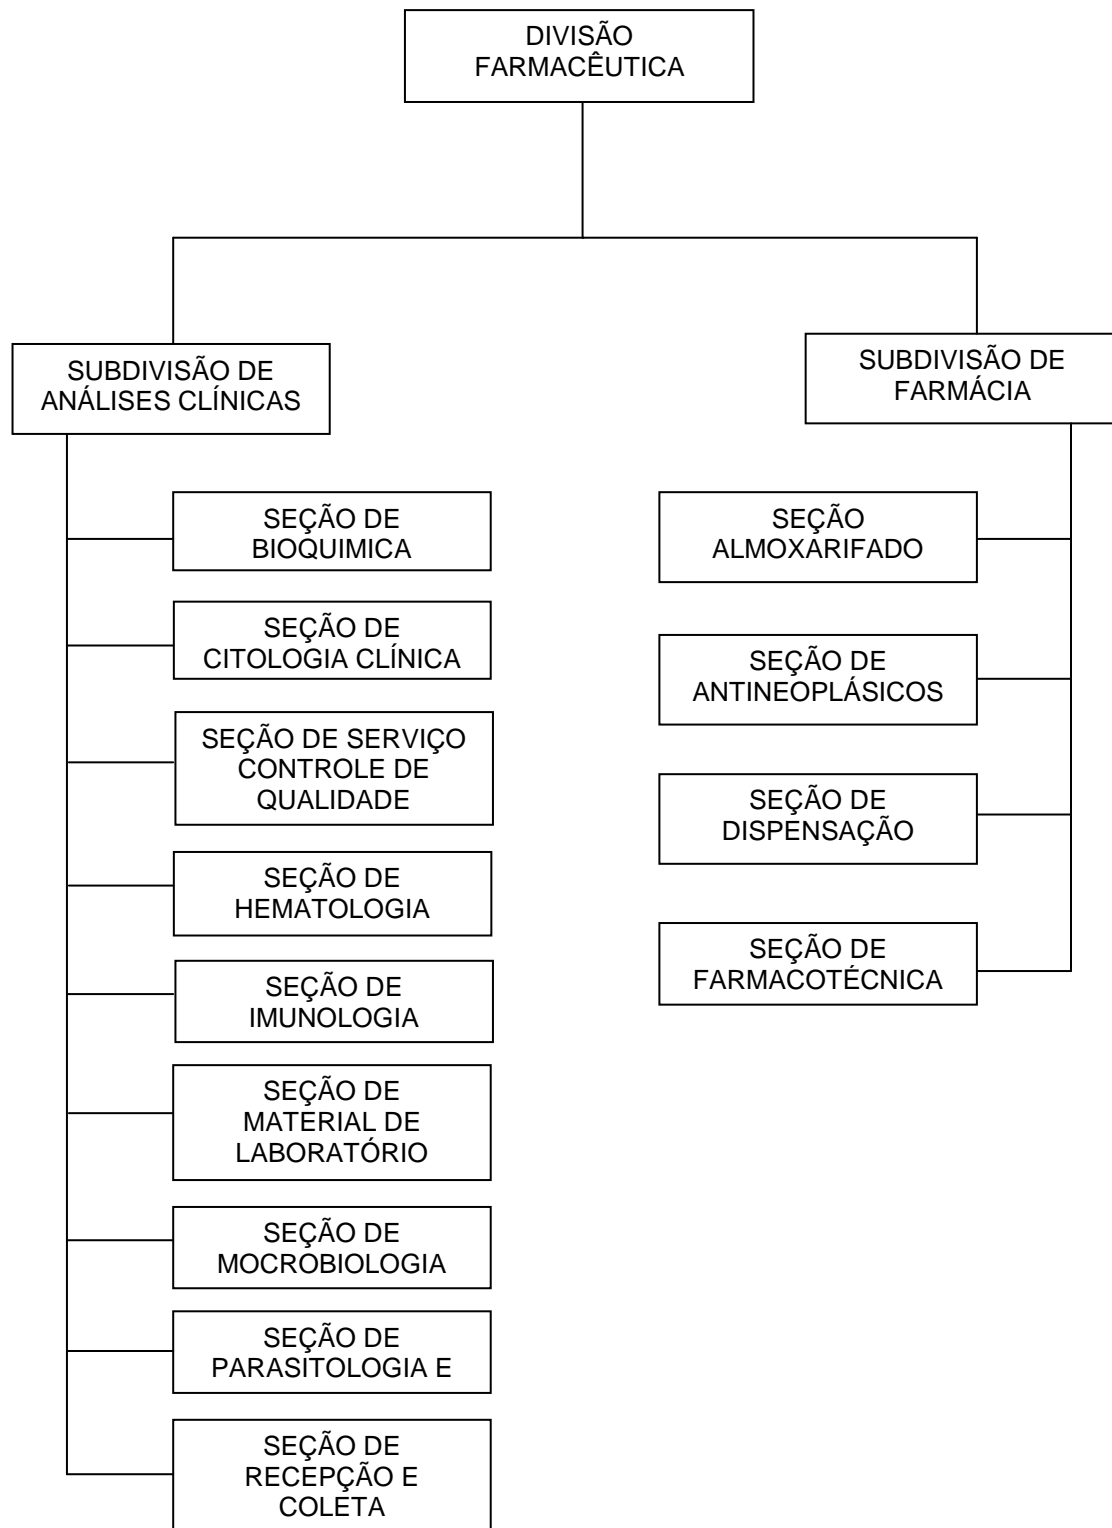 DIVISÃO
FARMACÊUTICA
SUBDIVISÃO DE
ANÁLISES CLÍNICAS
SEÇÃO DE
BIOQUIMICA
SEÇÃO DE
CITOLOGIA CLÍNICA
SEÇÃO DE SERVIÇO
CONTROLE DE
QUALIDADE
SEÇÃO DE
HEMATOLOGIA
SEÇÃO DE
IMUNOLOGIA
SEÇÃO DE
MATERIAL DE
LABORATÓRIO
SEÇÃO DE
MOCROBIOLOGIA
SEÇÃO DE
PARASITOLOGIA E
SEÇÃO DE
RECEPÇÃO E
COLETA
SUBDIVISÃO DE
FARMÁCIA
SEÇÃO
ALMOXARIFADO
SEÇÃO DE
ANTINEOPLÁSICOS
SEÇÃO DE
DISPENSAÇÃO
SEÇÃO DE
FARMACOTÉCNICA